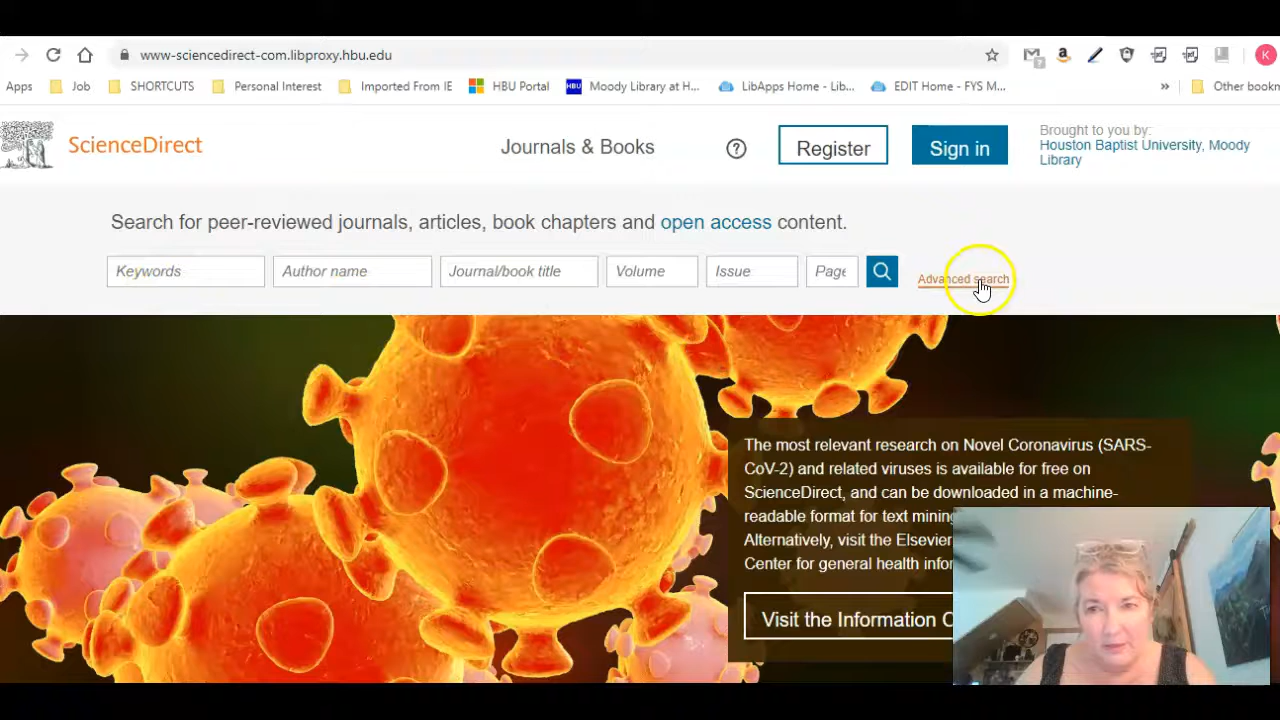 www-sciencedirect-com.libproxy.hbu.edu
K
Apps Job SHORTCUTS Personal Interest Imported From IE HBU Portal HBU Moody Library at H... LibApps Home - Lib... EDIT Home - FYS M... » Other bookm
ScienceDirect
Journals & Books
?
Register
Sign in
Brought to you by:
Houston Baptist University, Moody
Library
Search for peer-reviewed journals, articles, book chapters and open access content.
Keywords Author name Journal/book title Volume Issue Page Advanced search
The most relevant research on Novel Coronavirus (SARS-
CoV-2) and related viruses is available for free on
ScienceDirect, and can be downloaded in a machine-
readable format for text mining
Alternatively, visit the Elsevier
Center for general health infor
Visit the Information C